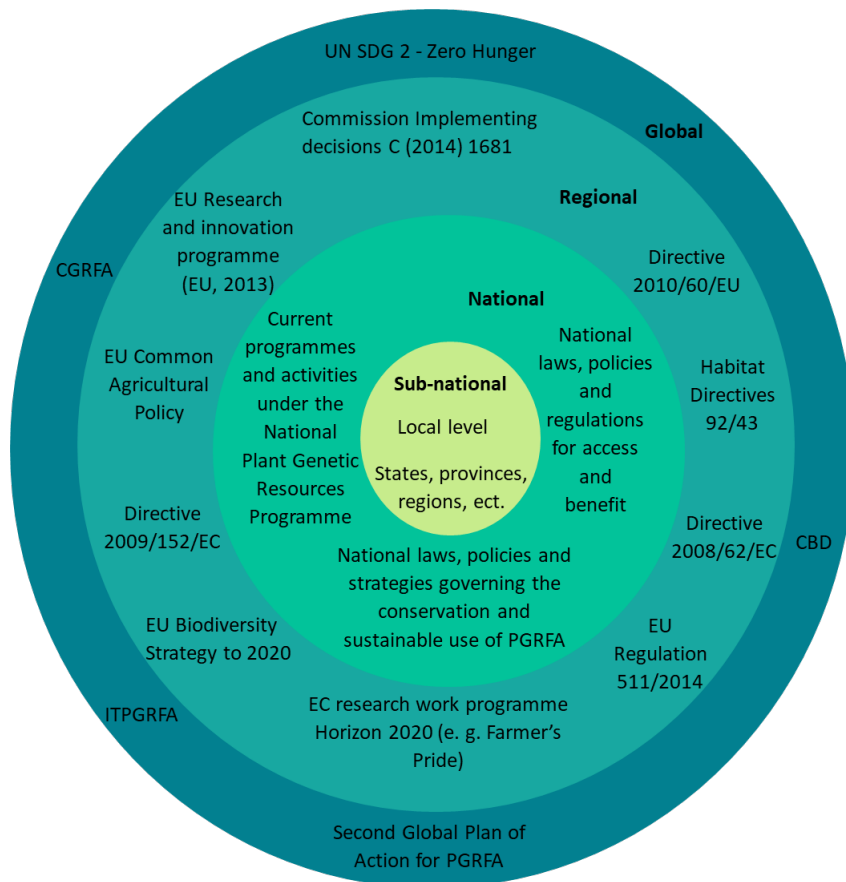 UN SDG 2 - Zero Hunger
Global
CGRFA
CBD
ITPGRFA
Second Global Plan of
Action for PGRFA
Regional
Commission Implementing
decisions C (2014) 1681
EU Research
and innovation
programme
(EU, 2013)
Directive
2010/60/EU
EU Common
Agricultural
Policy
Habitat
Directives
92/43
Directive
2009/152/EC
Directive
2008/62/EC
EU Biodiversity
Strategy to 2020
EU
Regulation
511/2014
EC research work programme
Horizon 2020 (e. g. Farmer’s
Pride)
National
Current
programmes
and activities
under the
National
Plant Genetic
Resources
Programme
National
laws, policies
and
regulations
for access
and
benefit
National laws, policies and
strategies governing the
conservation and
sustainable use of PGRFA
Sub-national
Local level
States, provinces,
regions, ect.